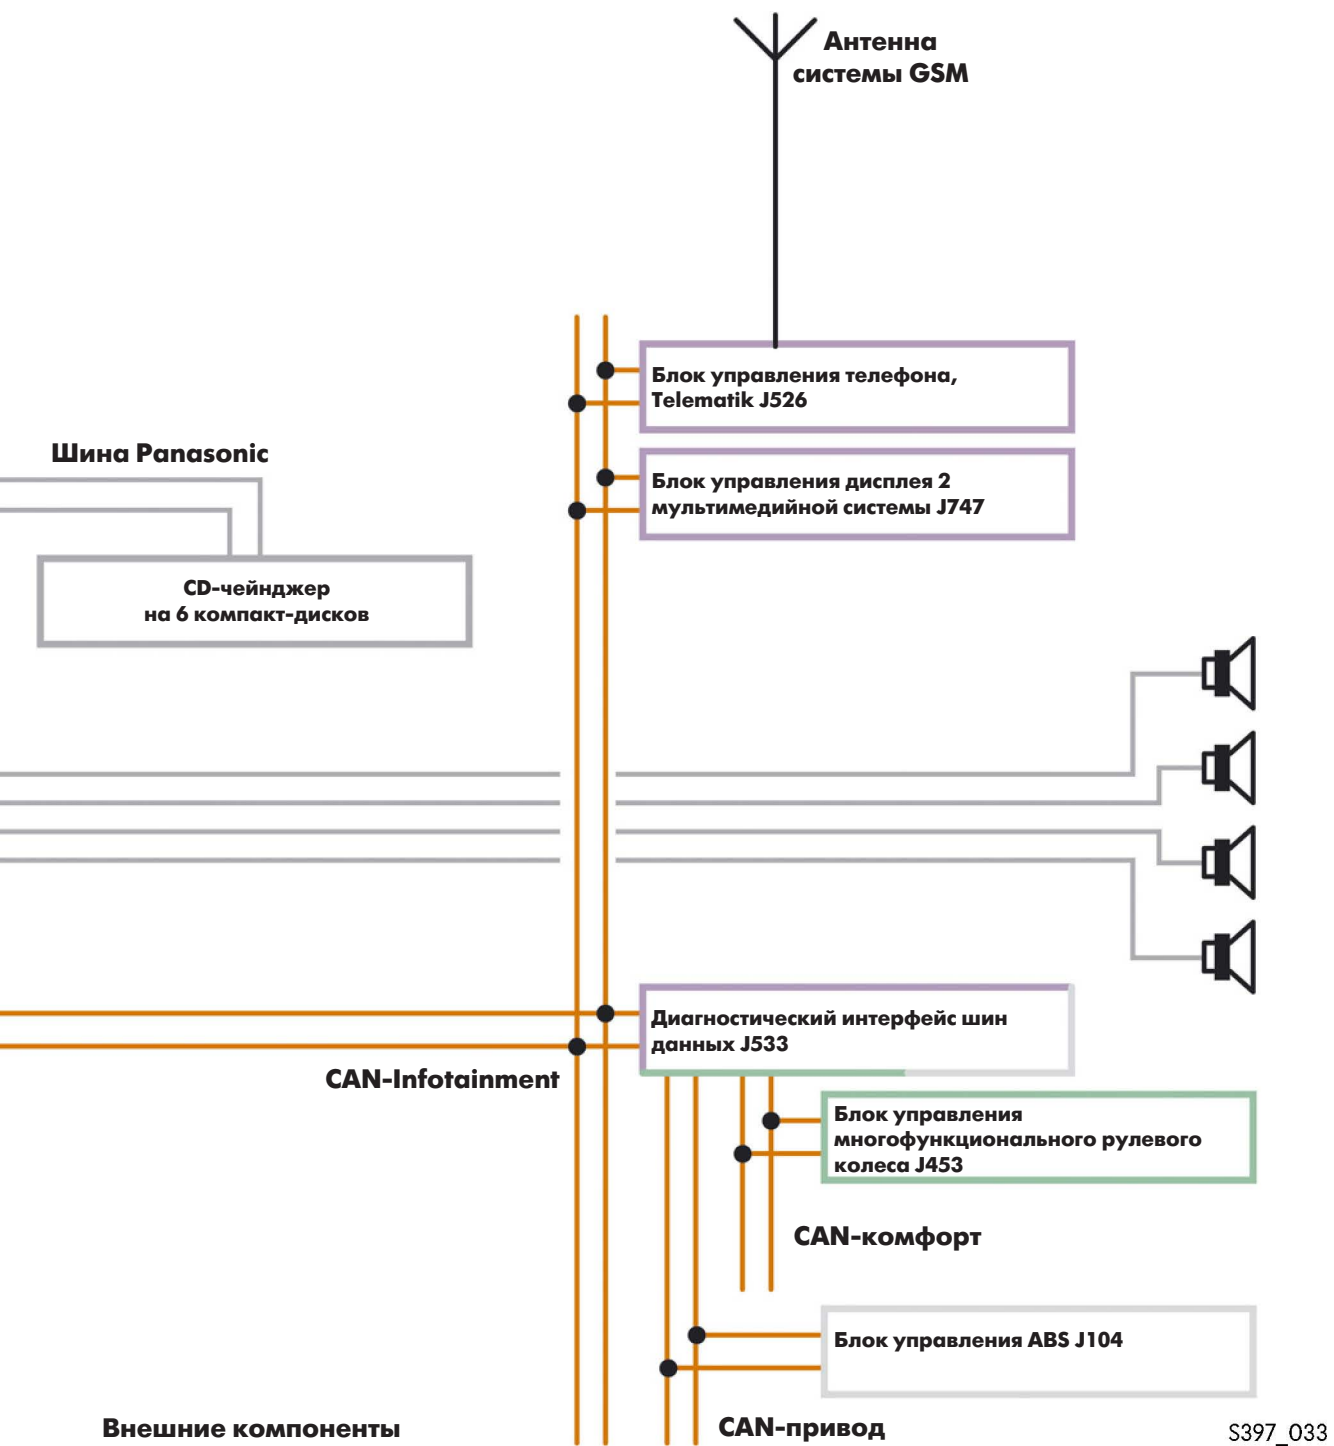 Антенна
системы GSM
Блок управления телефона,
Telematik J526
Шина Panasonic
Блок управления дисплея 2
мультимедийной системы J747
CD-чейнджер
на 6 компакт-дисков
Диагностический интерфейс шин
данных J533
CAN-Infotainment
Блок управления
многофункционального рулевого
колеса J453
CAN-комфорт
Блок управления ABS J104
Внешние компоненты
CAN-привод
S397_033